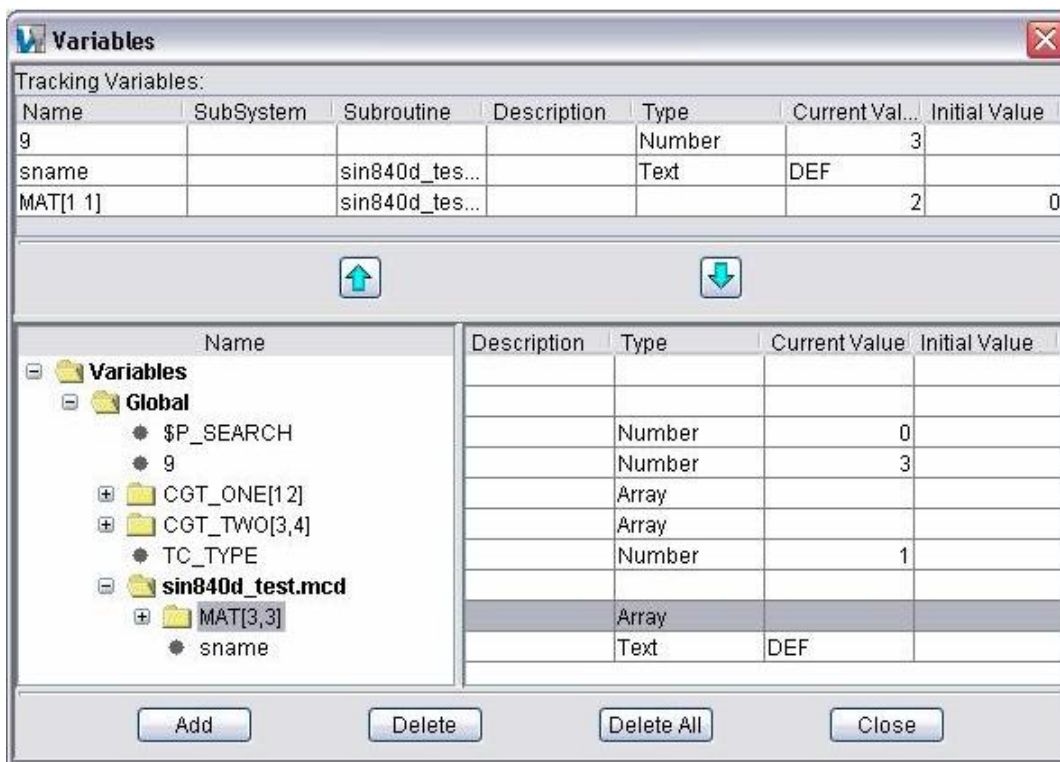 Variables
Tracking Variables:
Name SubSystem Subroutine Description Type Current Val... Initial Value
9 Number 3
sname sin840d_tes... Text DEF
MAT[1 1] sin840d_tes... 2 0
Name Description Type Current Value Initial Value
Variables
Global
$P_SEARCH Number 0
9 Number 3
CGT_ONE[12] Array
CGT_TWO[3,4] Array
TC_TYPE Number 1
sin840d_test.mcd
MAT[3,3] Array
sname Text DEF
Add Delete Delete All Close